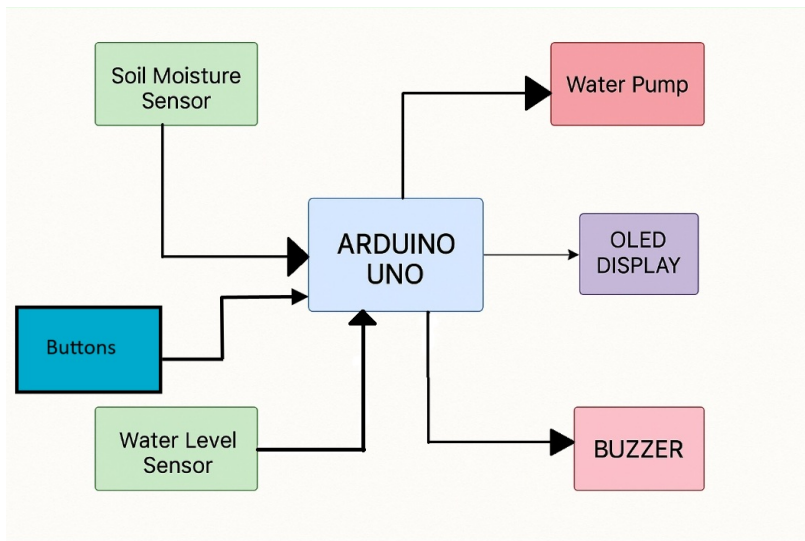 Soil Moisture
Sensor
Water Pump
ARDUINO
UNO
OLED
DISPLAY
Buttons
Water Level
Sensor
BUZZER